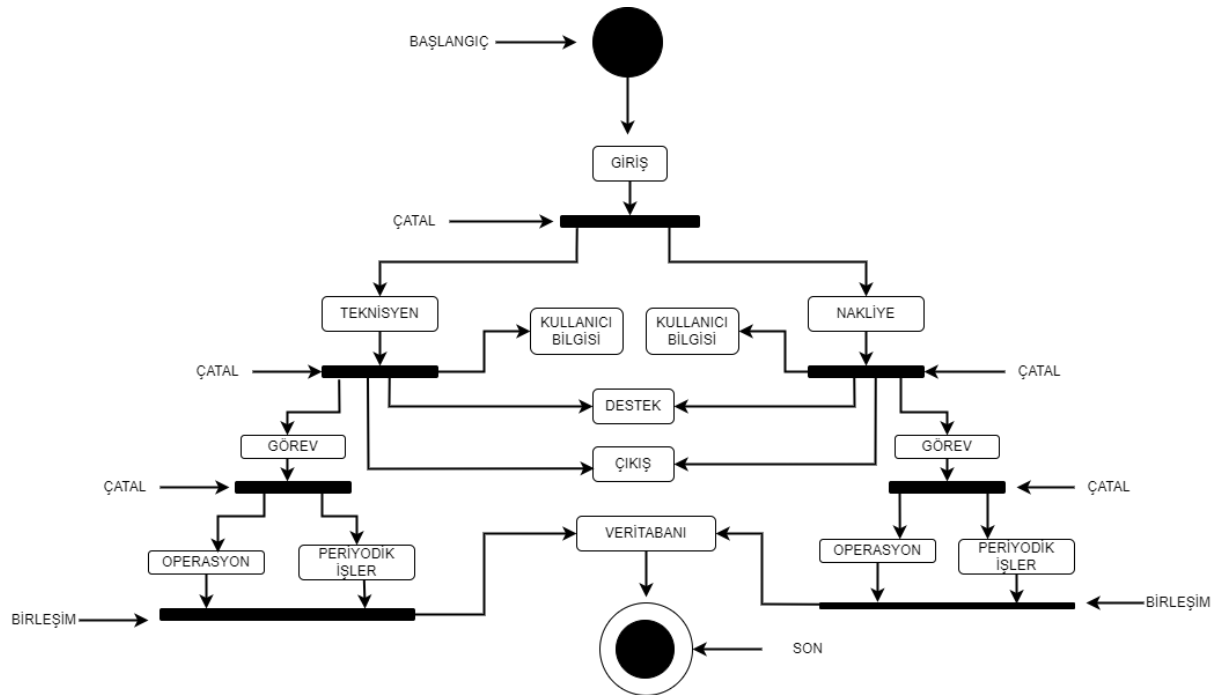 BAŞLANGIÇ
GİRİŞ
ÇATAL
TEKNİSYEN
NAKLİYE
KULLANICI
BİLGİSİ
KULLANICI
BİLGİSİ
ÇATAL
ÇATAL
DESTEK
GÖREV
GÖREV
ÇIKIŞ
ÇATAL
ÇATAL
VERİTABANI
OPERASYON
PERİYODİK
İŞLER
OPERASYON
PERİYODİK
İŞLER
BİRLEŞİM
BİRLEŞİM
SON